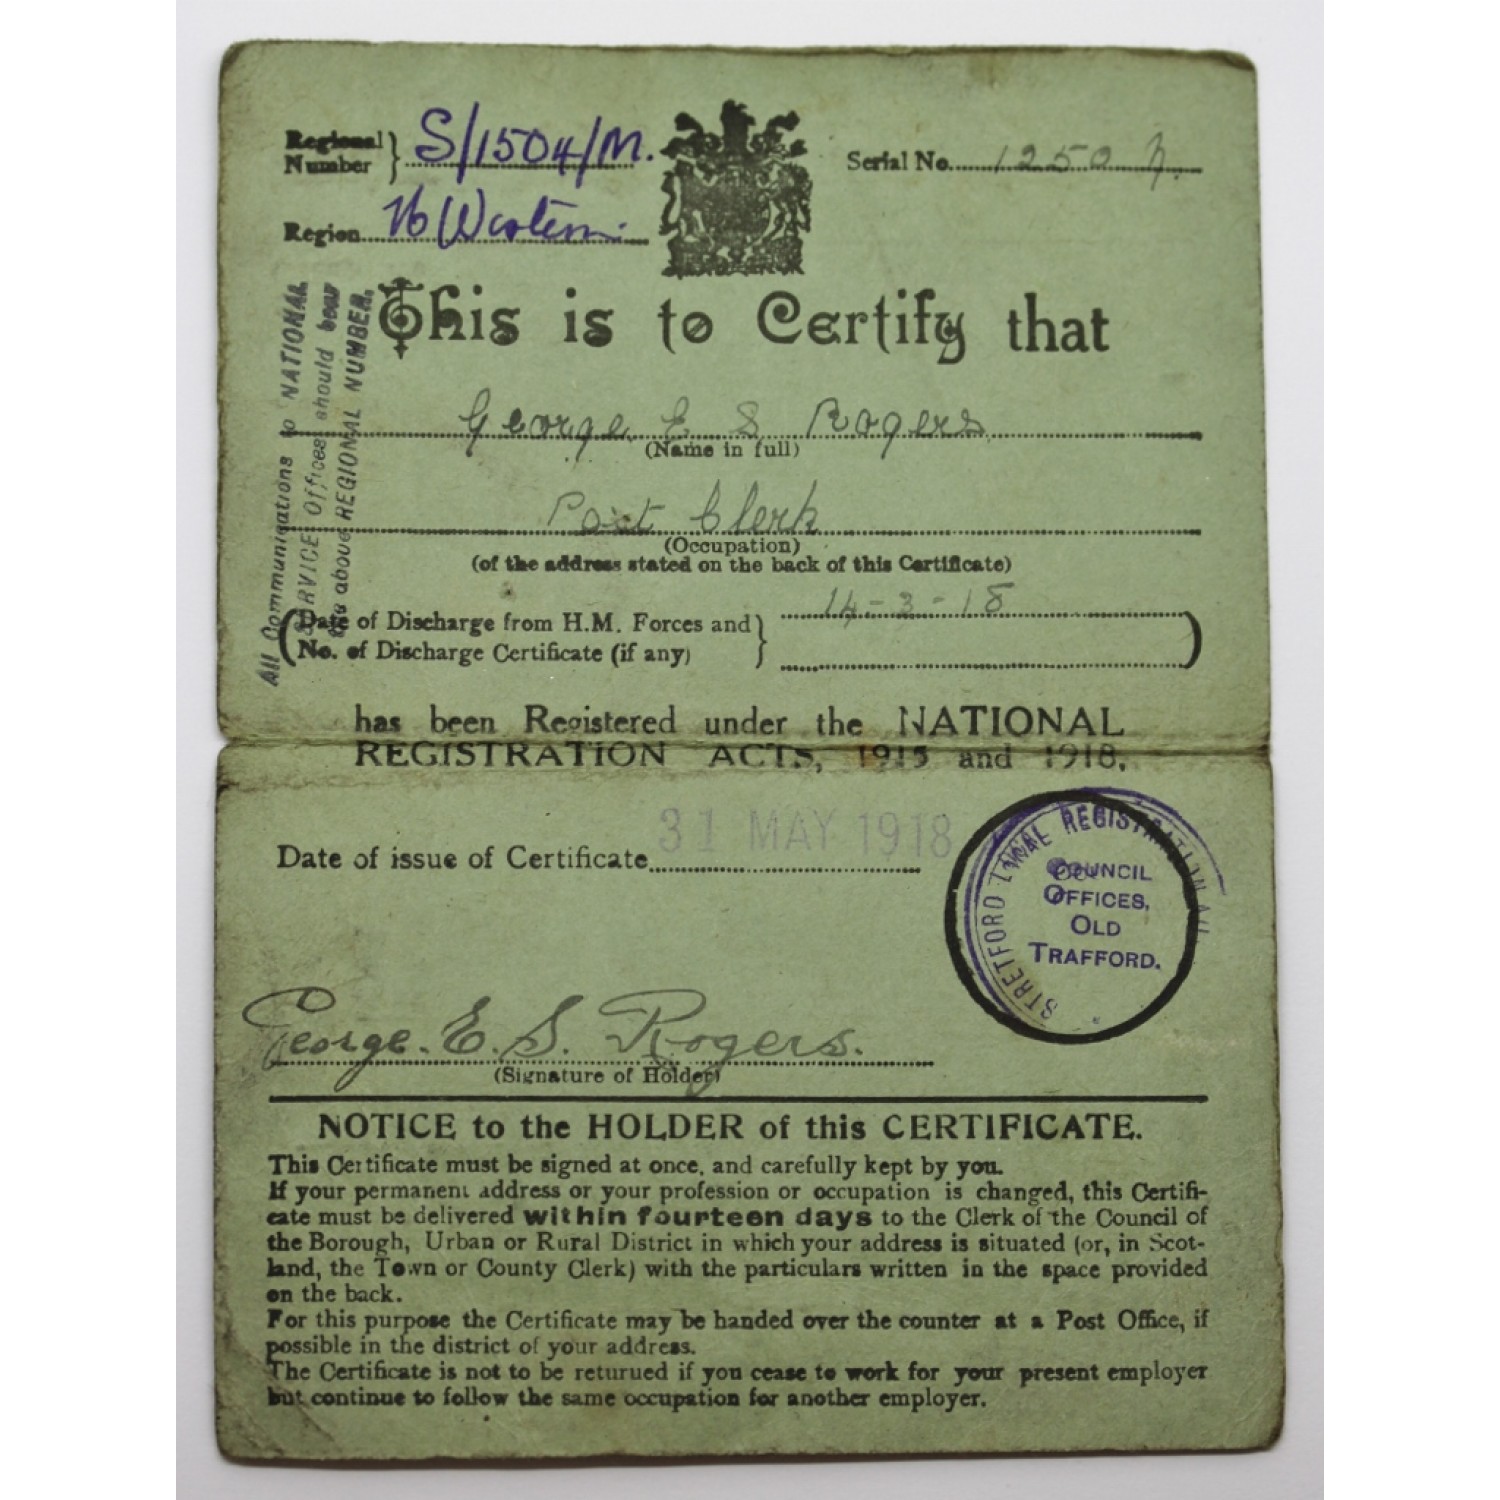 Regional
Number } S/1504/M.
Serial No. 1250
Region
All Communications to NATIONAL
SERVICE Offices should bear
the above REGIONAL NUMBER.
This is to Certify that
George E S Rogers
(Name in full)
Post Clerk
(Occupation)
(of the address stated on the back of this Certificate)
14-3-18
(Date of Discharge from H.M. Forces and
No. of Discharge Certificate (if any) } )
has been Registered under the NATIONAL
REGISTRATION ACTS, 1915 and 1918.
31 MAY 1918
Date of issue of Certificate
STRETFORD LOCAL REGISTRATION
COUNCIL
OFFICES,
OLD
TRAFFORD.
George. E. S. Rogers.
(Signature of Holder)
NOTICE to the HOLDER of this CERTIFICATE.
This Certificate must be signed at once, and carefully kept by you.
If your permanent address or your profession or occupation is changed, this Certifi-
cate must be delivered within fourteen days to the Clerk of the Council of
the Borough, Urban or Rural District in which your address is situated (or, in Scot-
land, the Town or County Clerk) with the particulars written in the space provided
on the back.
For this purpose the Certificate may be handed over the counter at a Post Office, if
possible in the district of your address.
The Certificate is not to be returued if you cease to work for your present employer
but continue to follow the same occupation for another employer.